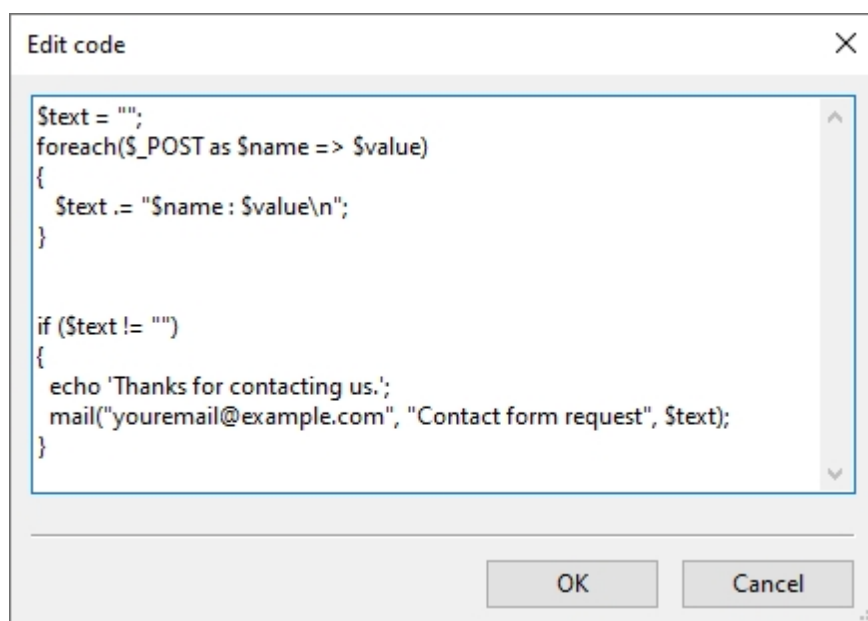 Edit code
$text = "";
foreach($_POST as $name => $value)
{
   $text .= "$name : $value\n";
}
if ($text != "")
{
  echo 'Thanks for contacting us.';
  mail("youremail@example.com", "Contact form request", $text);
}
OK
Cancel